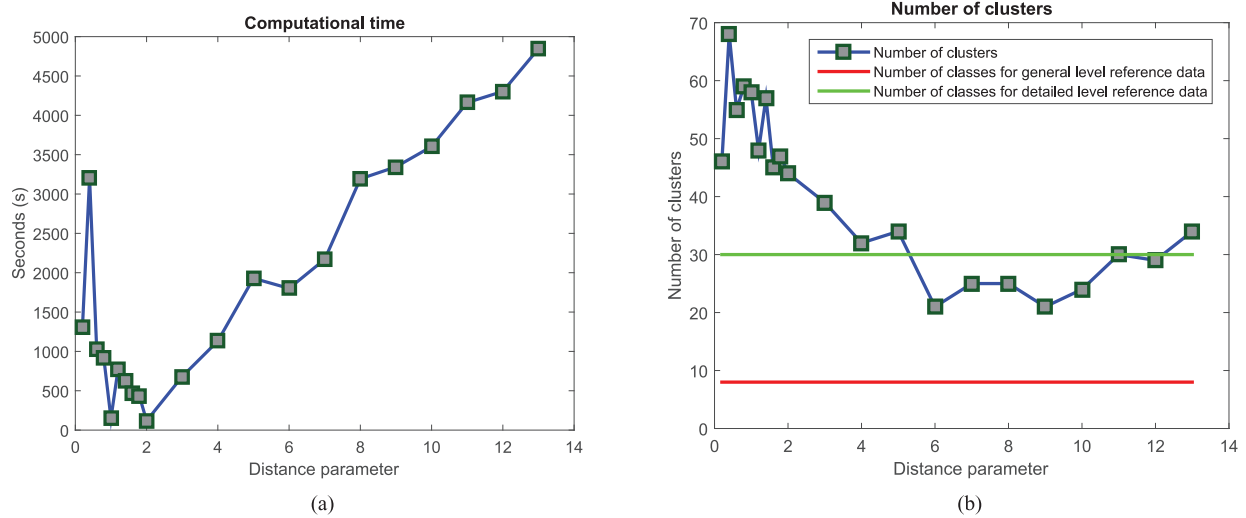 Computational time
5000
4500
4000
3500
3000
2500
2000
1500
1000
500
0
Seconds (s)
0 2 4 6 8 10 12 14
Distance parameter
(a)
Number of clusters
70
60
50
40
30
20
10
0
Number of clusters
Number of clusters
Number of classes for general level reference data
Number of classes for detailed level reference data
0 2 4 6 8 10 12 14
Distance parameter
(b)